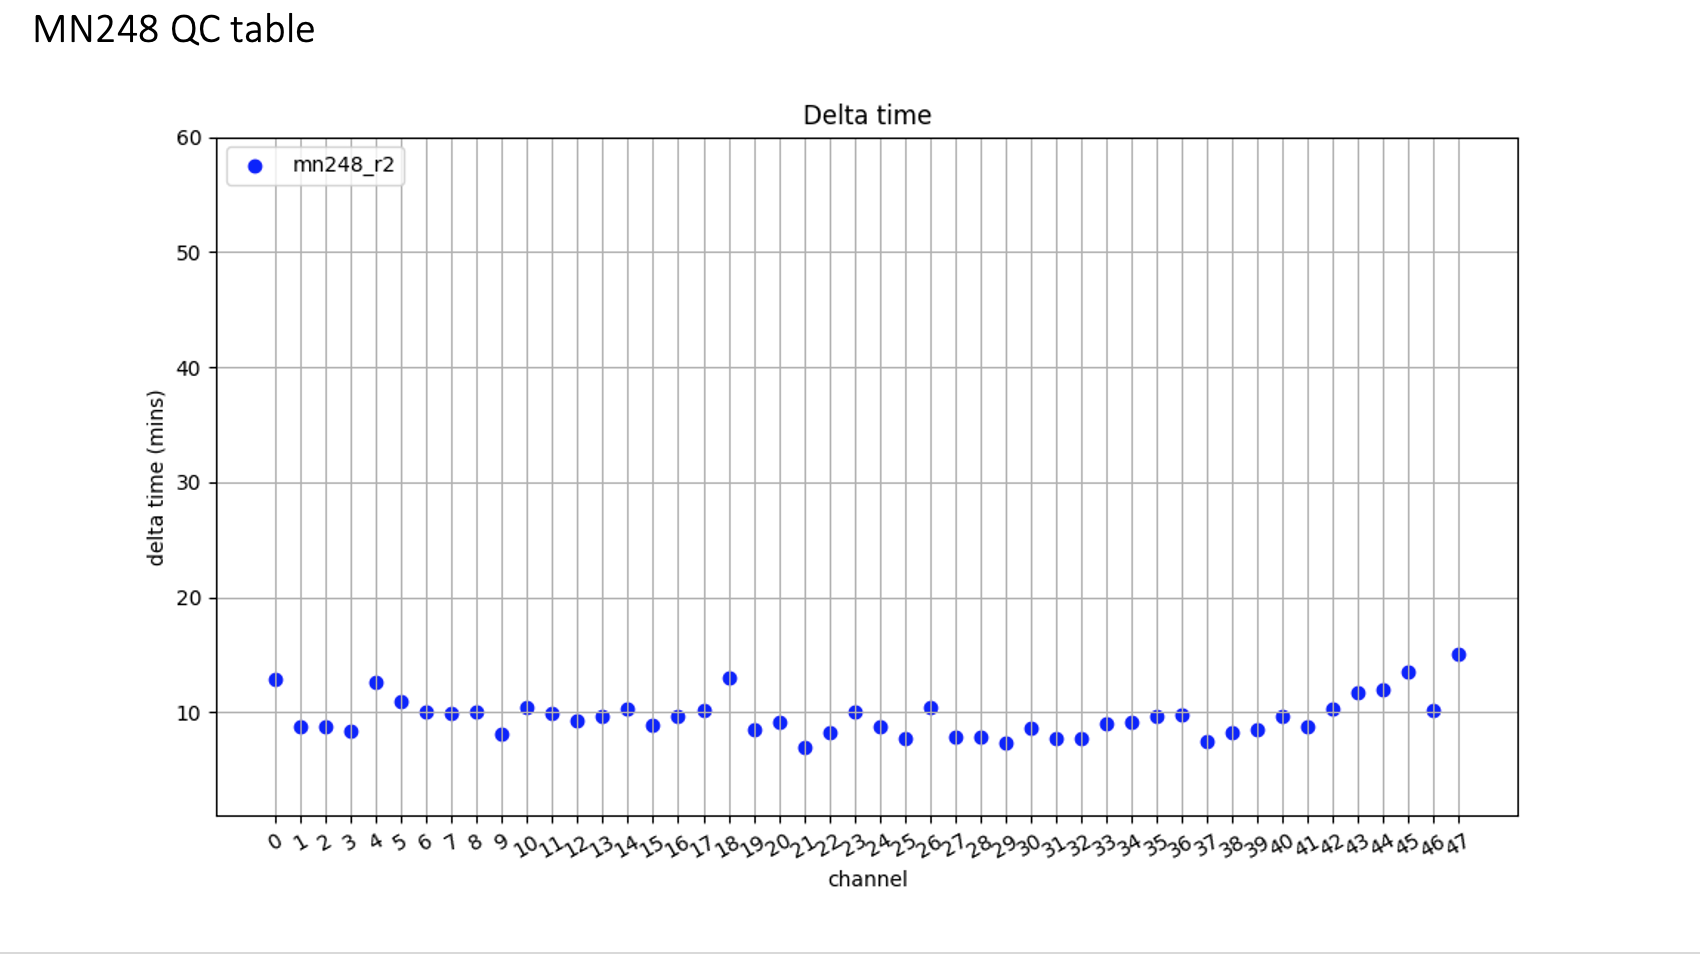 MN248 QC table
Delta time
mn248_r2
60
50
40
30
20
10
delta time (mins)
0 1 2 3 4 5 6 7 8 9 10 11 12 13 14 15 16 17 18 19 20 21 22 23 24 25 26 27 28 29 30 31 32 33 34 35 36 37 38 39 40 41 42 43 44 45 46 47
channel